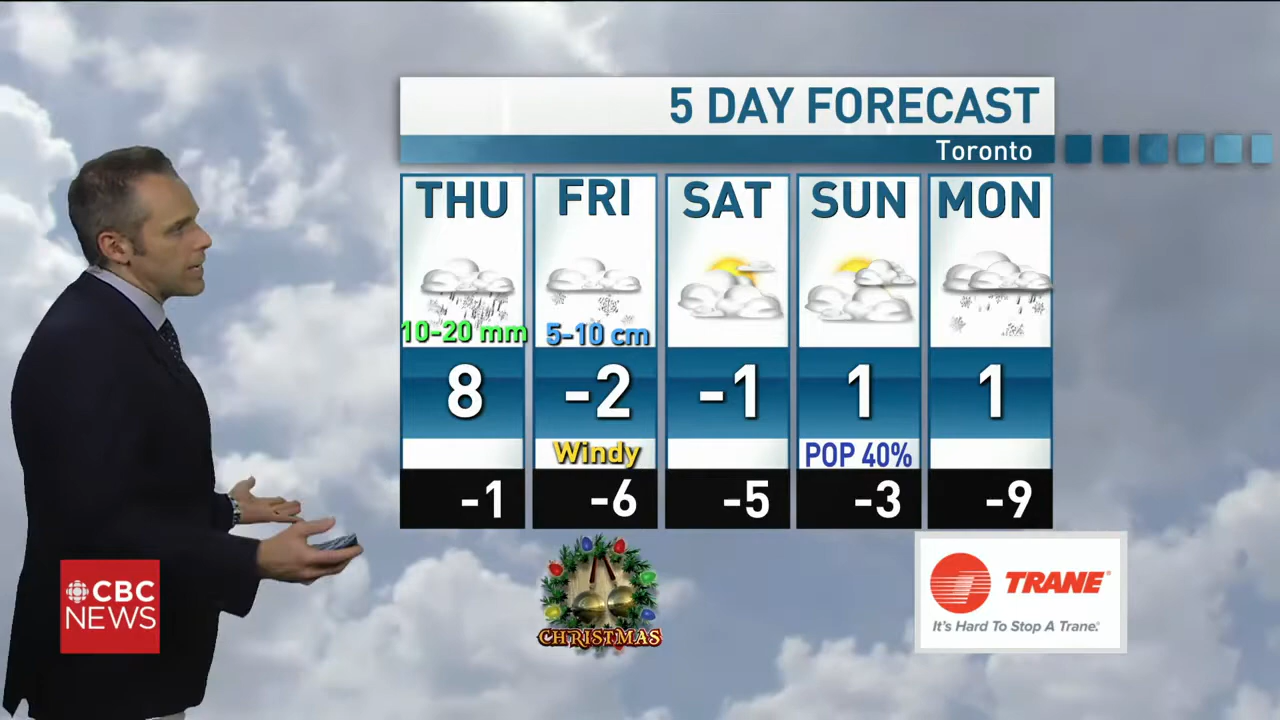 5 DAY FORECAST
Toronto
THU FRI SAT SUN MON
10-20 mm 5-10 cm
8 -2 -1 1 1
Windy POP 40%
-1 -6 -5 -3 -9
CHRISTMAS
CBC
NEWS
TRANE®
It's Hard To Stop A Trane.®